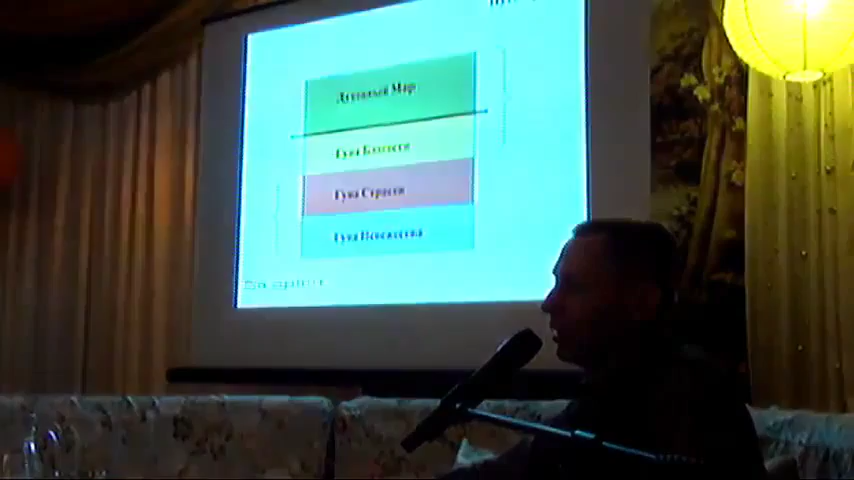 Духовный Мир
Гуна Благости
Гуна Страсти
Гуна Невежества